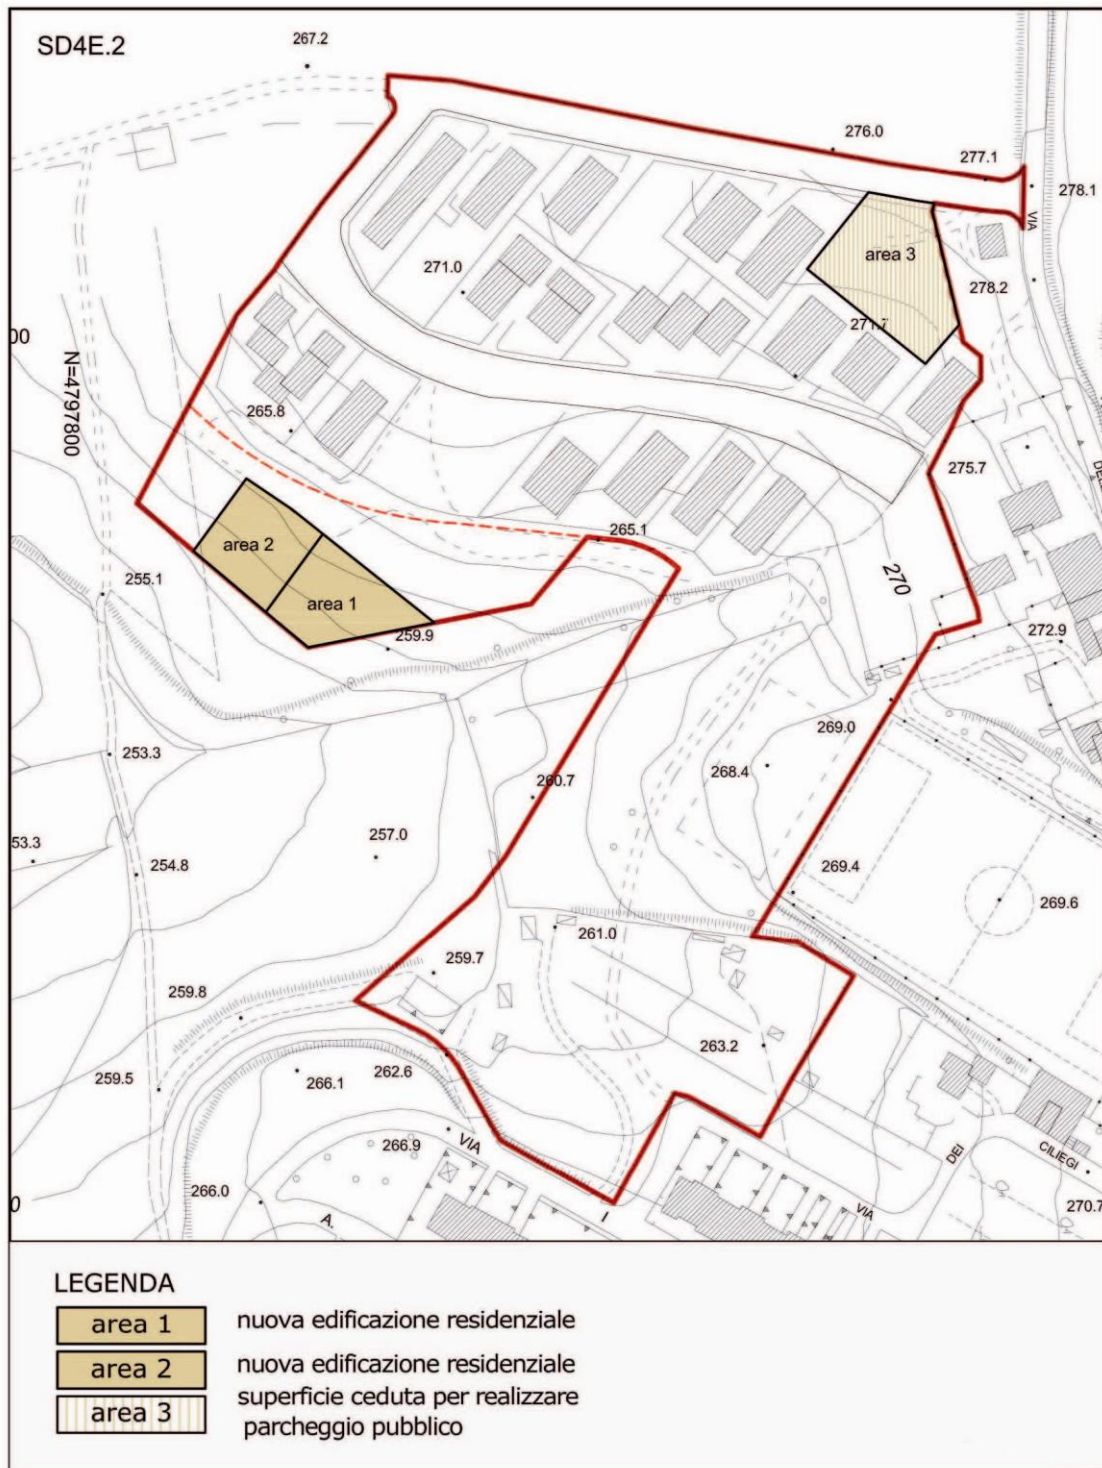 SD4E.2
267.2
276.0
277.1
278.1
VIA
area 3
271.0
278.2
271.7
00
N=4797800
265.8
275.7
area 2
265.1
270
255.1
area 1
259.9
272.9
269.0
253.3
268.4
260.7
53.3
257.0
254.8
269.4
269.6
261.0
259.7
259.8
263.2
259.5
266.1
262.6
266.9
VIA
DEI
CILIEGI
266.0
A.
I
VIA
270.7
0
LEGENDA
area 1 nuova edificazione residenziale
area 2 nuova edificazione residenziale
area 3 superficie ceduta per realizzare
parcheggio pubblico